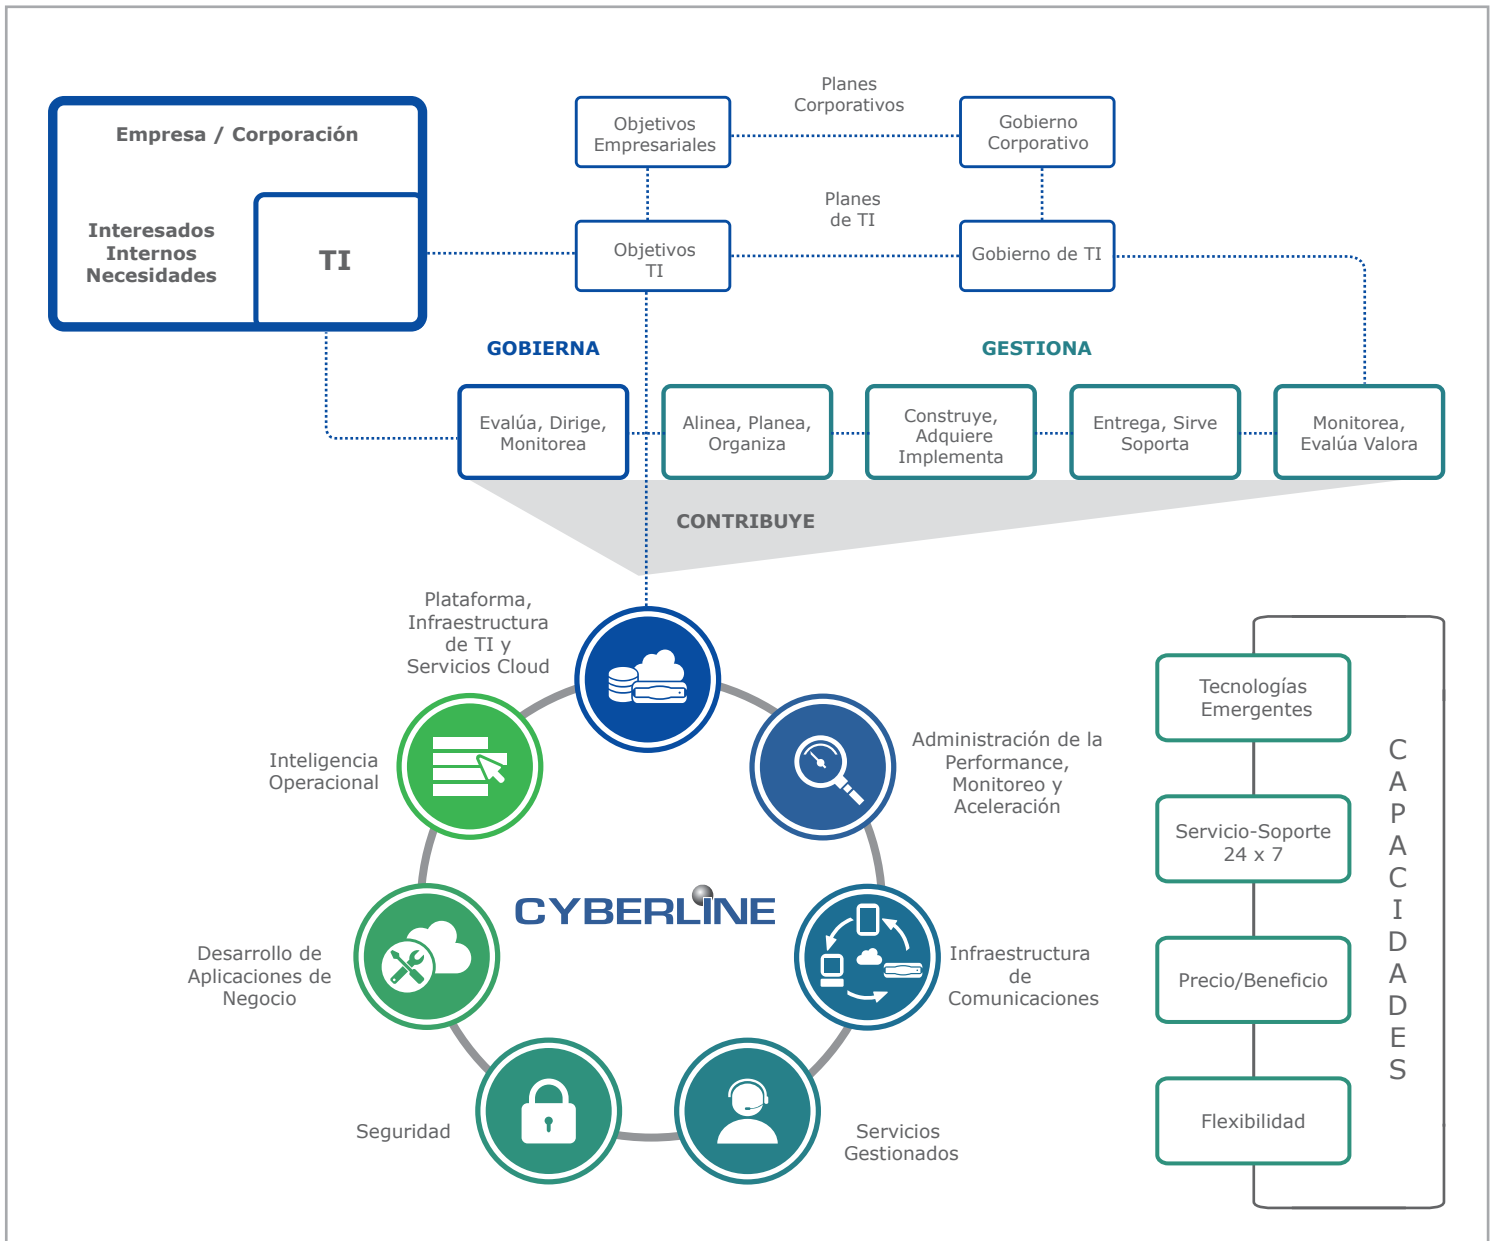 Empresa / Corporación
Interesados
Internos
Necesidades
TI
Objetivos
Empresariales
Planes
Corporativos
Gobierno
Corporativo
Objetivos
TI
Planes
de TI
Gobierno de TI
GOBIERNA
GESTIONA
Evalúa, Dirige,
Monitorea
Alinea, Planea,
Organiza
Construye,
Adquiere
Implementa
Entrega, Sirve
Soporta
Monitorea,
Evalúa Valora
CONTRIBUYE
Plataforma,
Infraestructura
de TI y
Servicios Cloud
Administración de la
Performance,
Monitoreo y
Aceleración
Infraestructura
de
Comunicaciones
Servicios
Gestionados
Seguridad
Desarrollo de
Aplicaciones de
Negocio
Inteligencia
Operacional
CYBERLINE
Tecnologías
Emergentes
Servicio-Soporte
24 x 7
Precio/Beneficio
Flexibilidad
CAPACIDADES